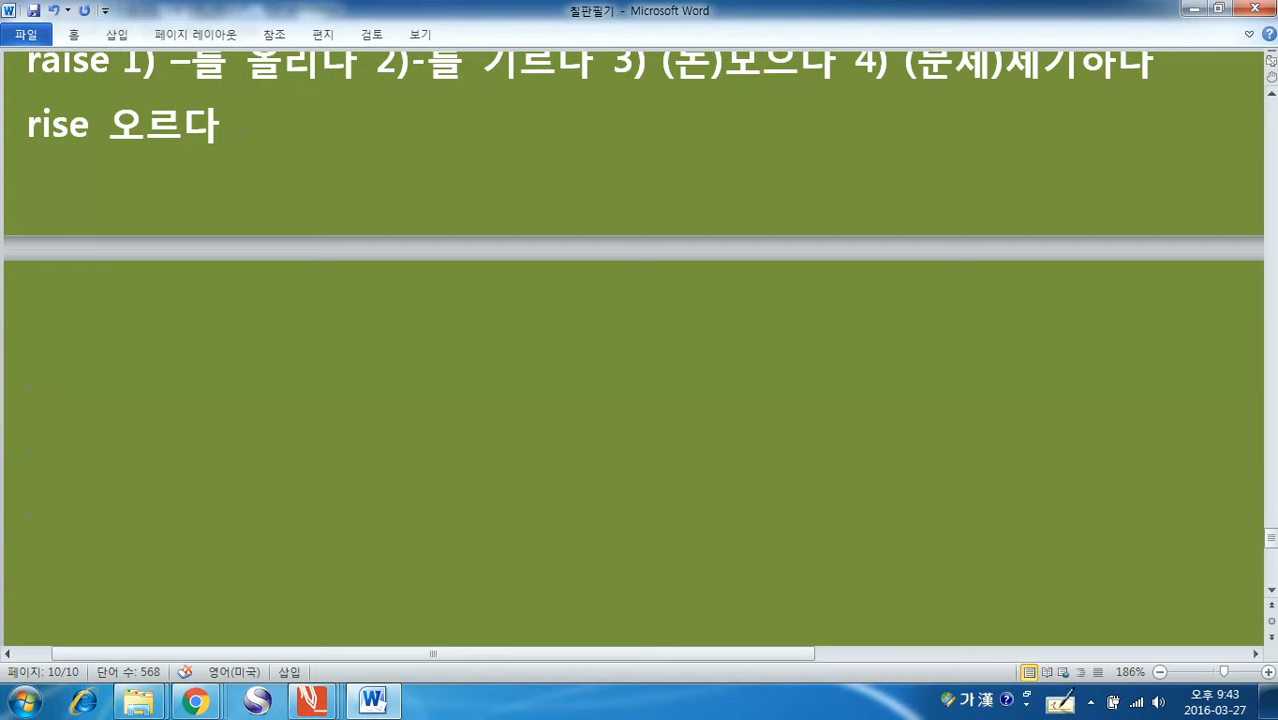 칠판필기 - Microsoft Word
파일 홈 삽입 페이지 레이아웃 참조 편지 검토 보기
raise 1) –를 올리다 2)-를 기르다 3) (돈)모으다 4) (문제)제기하다
rise 오르다
페이지: 10/10 단어 수: 568 영어(미국) 삽입 186%
가 漢 오후 9:43
2016-03-27